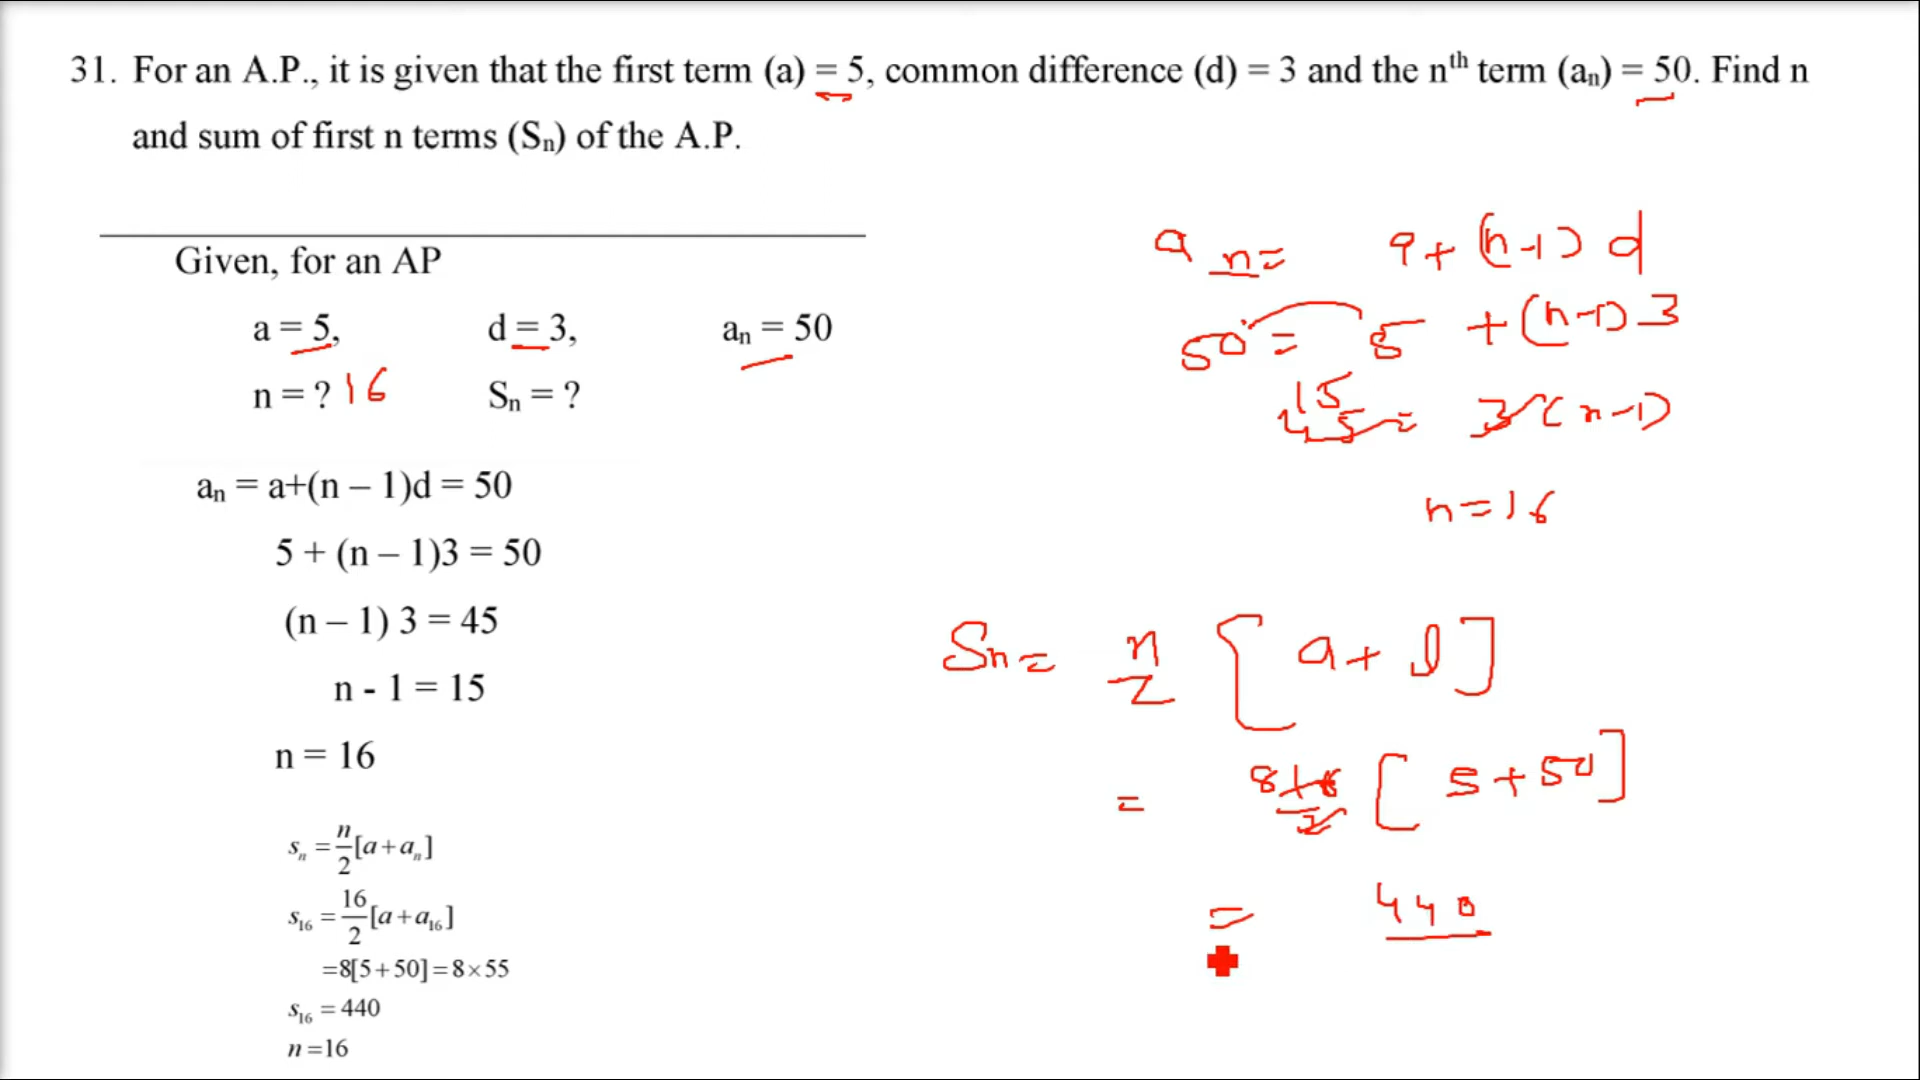 31. For an A.P., it is given that the first term (a) = 5, common difference (d) = 3 and the nth term (an) = 50. Find n
and sum of first n terms (Sn) of the A.P.
Given, for an AP
a = 5, d = 3, an = 50
n = ? 16 Sn = ?
an = a+(n – 1)d = 50
5 + (n – 1)3 = 50
(n – 1) 3 = 45
n - 1 = 15
n = 16
sn = n/2 [a+an]
s16 = 16/2 [a+a16]
=8[5+50]=8×55
s16 = 440
n=16
an = a + (n-1) d
50 = 5 + (n-1) 3
15
45 = 3 (n-1)
n=16
Sn = n/2 [a + l]
= 8 16/2 [5+50]
= 440